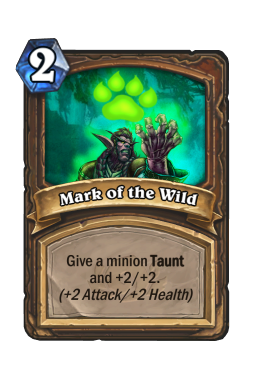 2
Mark of the Wild
Give a minion Taunt
and +2/+2.
(+2 Attack/+2 Health)